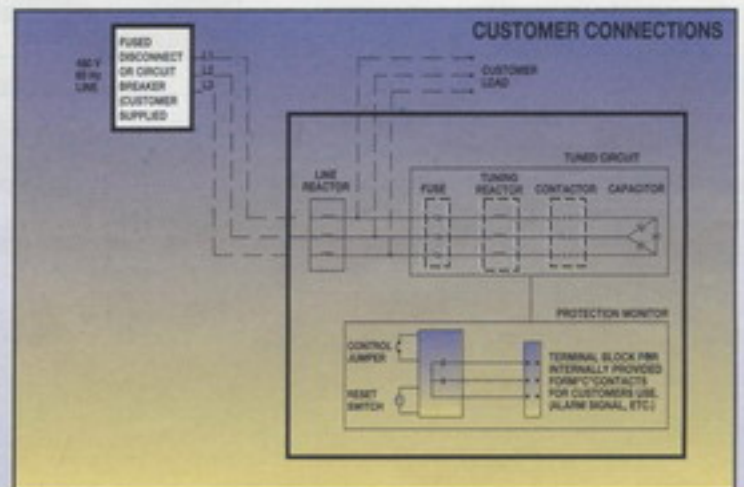 CUSTOMER CONNECTIONS
FUSED
DISCONNECT
OR CIRCUIT
BREAKER
(CUSTOMER
SUPPLIED
480 V
60 Hz
LINE
L1
L2
L3
CUSTOMER
LOAD
LINE
REACTOR
TUNED CIRCUIT
FUSE
TUNING
REACTOR
CONTACTOR
CAPACITOR
PROTECTION MONITOR
CONTROL
JUMPER
RESET
SWITCH
TERMINAL BLOCK FOR
INTERNALLY PROVIDED
FORM"C"CONTACTS
FOR CUSTOMERS USE.
(ALARM SIGNAL, ETC.)